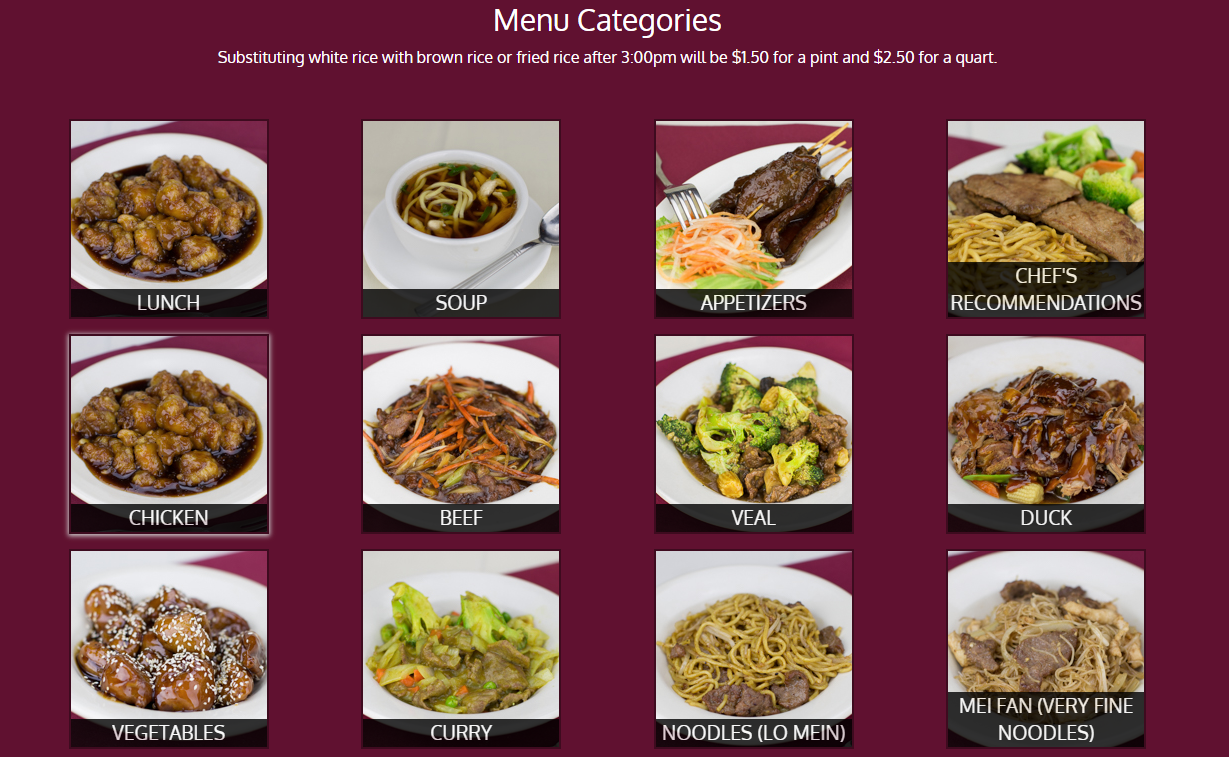 Menu Categories
Substituting white rice with brown rice or fried rice after 3:00pm will be $1.50 for a pint and $2.50 for a quart.
LUNCH
SOUP
APPETIZERS
CHEF'S
RECOMMENDATIONS
CHICKEN
BEEF
VEAL
DUCK
VEGETABLES
CURRY
NOODLES (LO MEIN)
MEI FAN (VERY FINE
NOODLES)